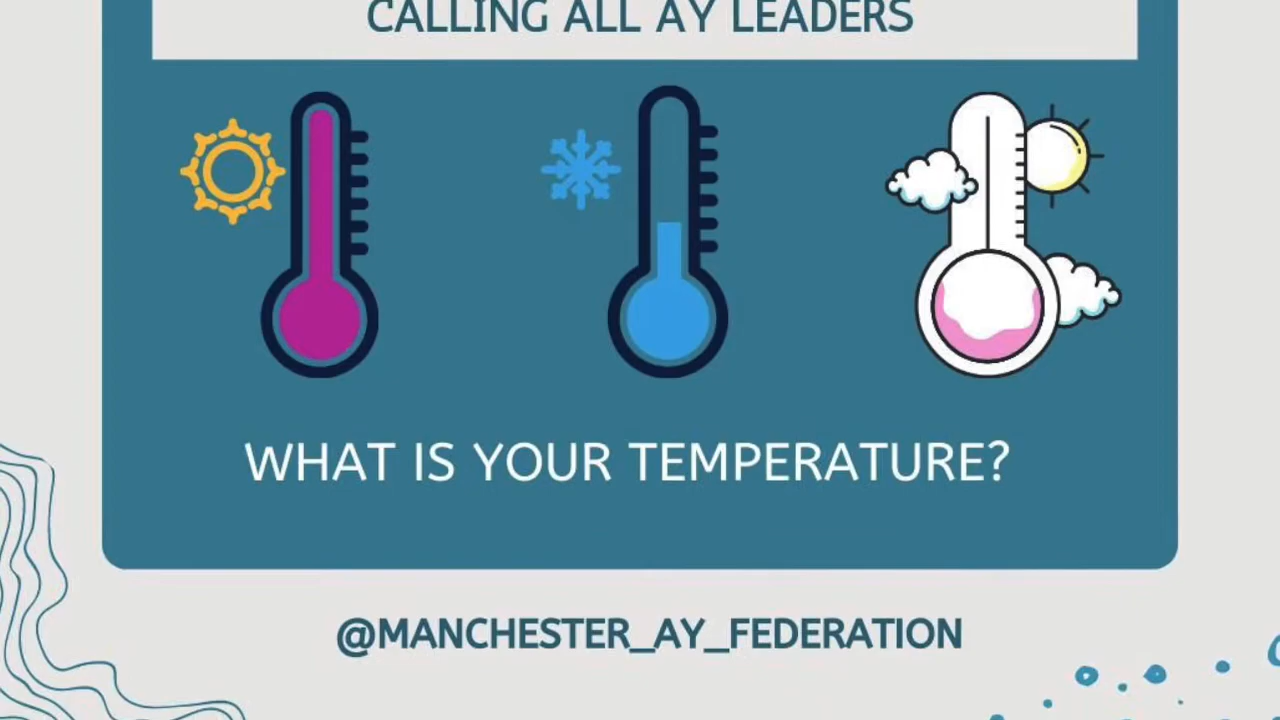 CALLING ALL AY LEADERS
WHAT IS YOUR TEMPERATURE?
@MANCHESTER_AY_FEDERATION